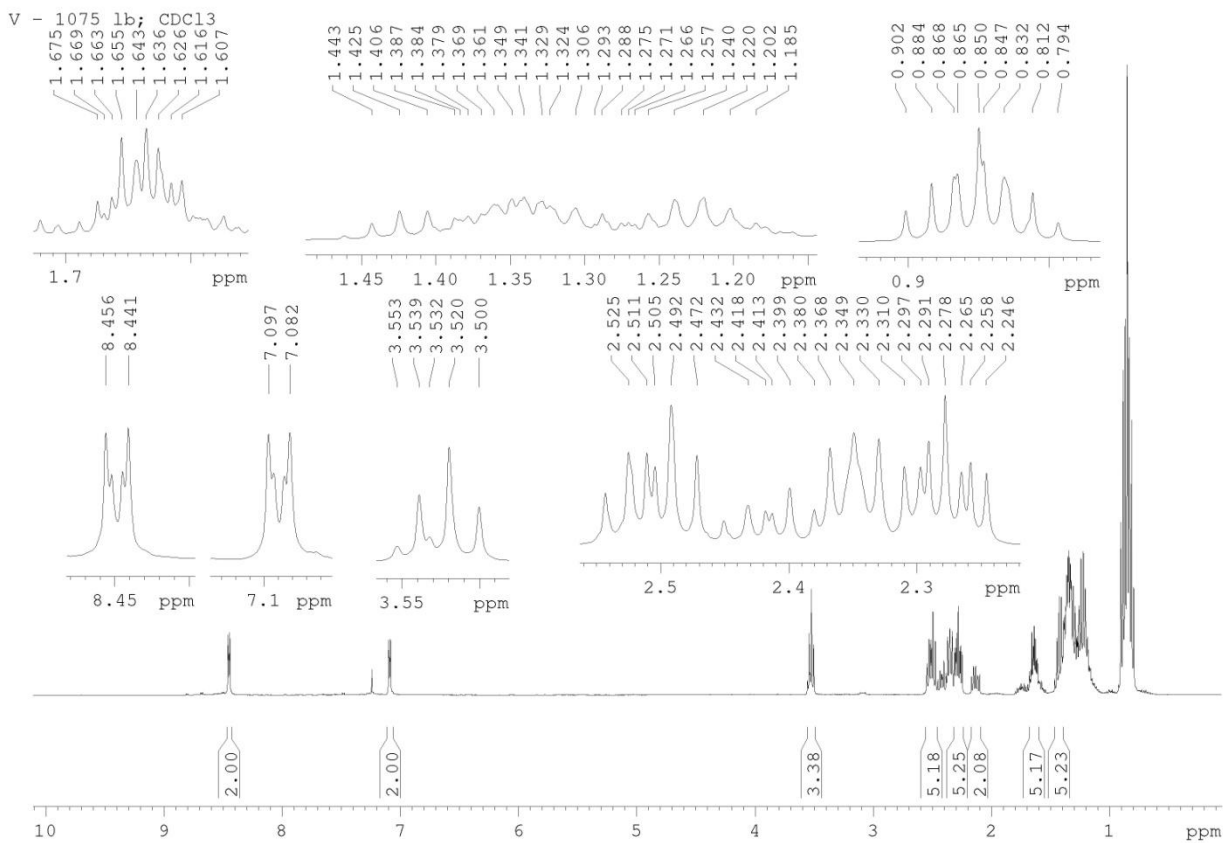 V - 1075 lb; CDCl3
1.675 1.669 1.663 1.655 1.643 1.636 1.626 1.616 1.607
1.443 1.425 1.406 1.387 1.384 1.379 1.369 1.361 1.349 1.341 1.329 1.324 1.306 1.293 1.288 1.275 1.271 1.266 1.257 1.240 1.220 1.202 1.185
0.902 0.884 0.868 0.865 0.850 0.847 0.832 0.812 0.794
1.7 ppm
1.45 1.40 1.35 1.30 1.25 1.20 ppm
0.9 ppm
8.456 8.441
7.097 7.082
3.553 3.539 3.532 3.520 3.500
2.525 2.511 2.505 2.492 2.472 2.432 2.418 2.413 2.399 2.380 2.368 2.349 2.330 2.310 2.297 2.291 2.278 2.265 2.258 2.246
8.45 ppm
7.1 ppm
3.55 ppm
2.5 2.4 2.3 ppm
2.00 2.00 3.38 5.18 5.25 2.08 5.17 5.23
10 9 8 7 6 5 4 3 2 1 ppm